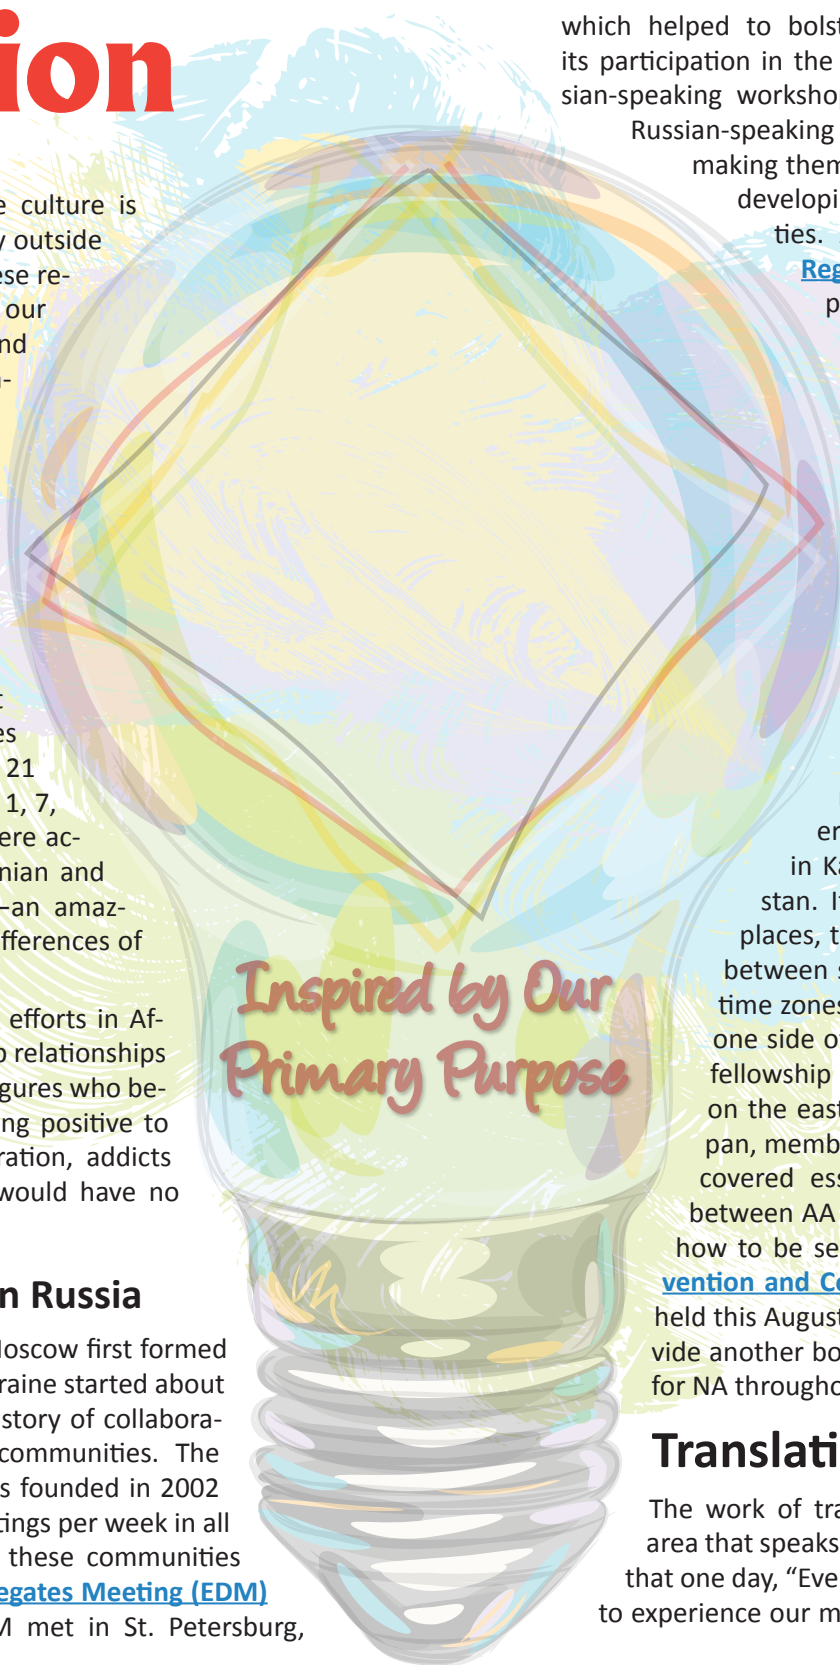 ion
e culture is
y outside
ese re-
our
nd
t
es
21
1, 7,
ere ac-
nian and
—an amaz-
fferences of
efforts in Af-
p relationships
gures who be-
ng positive to
ration, addicts
would have no
n Russia
Moscow first formed
raine started about
story of collabora-
communities. The
s founded in 2002
tings per week in all
these communities
egates Meeting (EDM)
M met in St. Petersburg,
Inspired by Our
Primary Purpose
which helped to bolst
its participation in the
sian-speaking worksho
Russian-speaking
making them
developi
ties.
Reg
p
er
in Ka
stan. I
places, t
between s
time zones
one side o
fellowship
on the east
pan, memb
covered ess
between AA
how to be se
vention and Co
held this August
vide another bo
for NA througho
Translati
The work of tra
area that speaks
that one day, “Eve
to experience our m